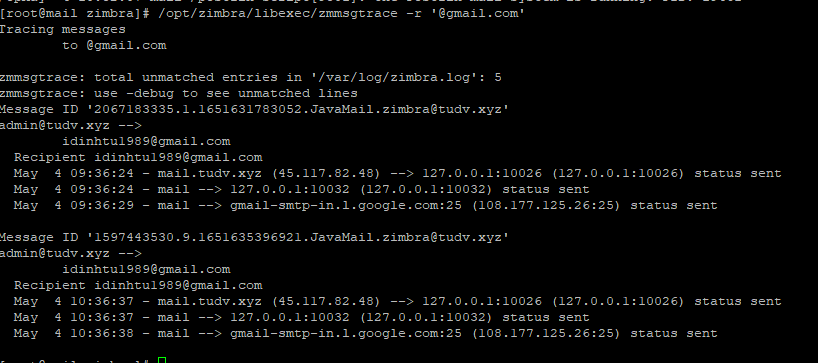 [root@mail zimbra]# /opt/zimbra/libexec/zmmsgtrace -r '@gmail.com'
Tracing messages
        to @gmail.com

zmmsgtrace: total unmatched entries in '/var/log/zimbra.log': 5
zmmsgtrace: use -debug to see unmatched lines
Message ID '2067183335.1.1651631783052.JavaMail.zimbra@tudv.xyz'
admin@tudv.xyz -->
        idinhtu1989@gmail.com
  Recipient idinhtu1989@gmail.com
  May  4 09:36:24 - mail.tudv.xyz (45.117.82.48) --> 127.0.0.1:10026 (127.0.0.1:10026) status sent
  May  4 09:36:24 - mail --> 127.0.0.1:10032 (127.0.0.1:10032) status sent
  May  4 09:36:29 - mail --> gmail-smtp-in.l.google.com:25 (108.177.125.26:25) status sent

Message ID '1597443530.9.1651635396921.JavaMail.zimbra@tudv.xyz'
admin@tudv.xyz -->
        idinhtu1989@gmail.com
  Recipient idinhtu1989@gmail.com
  May  4 10:36:37 - mail.tudv.xyz (45.117.82.48) --> 127.0.0.1:10026 (127.0.0.1:10026) status sent
  May  4 10:36:37 - mail --> 127.0.0.1:10032 (127.0.0.1:10032) status sent
  May  4 10:36:38 - mail --> gmail-smtp-in.l.google.com:25 (108.177.125.26:25) status sent